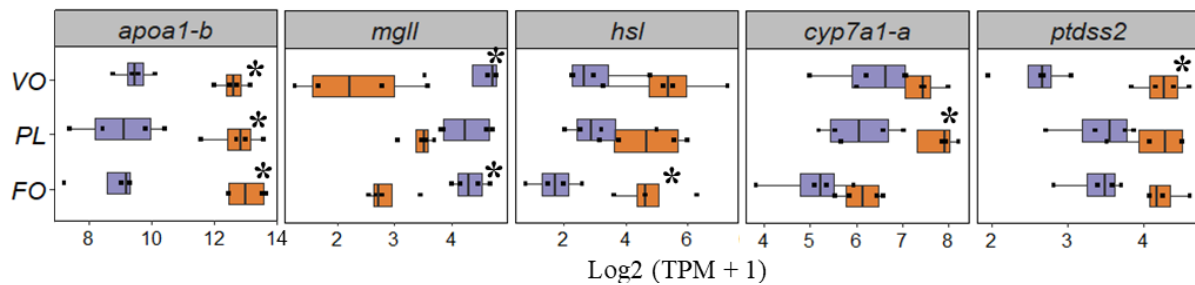 apoa1-b mgll hsl cyp7a1-a ptdss2
VO * * *
PL * *
FO * * *
8 10 12 14 2 3 4 2 4 6 4 5 6 7 8 2 3 4
Log2 (TPM + 1)